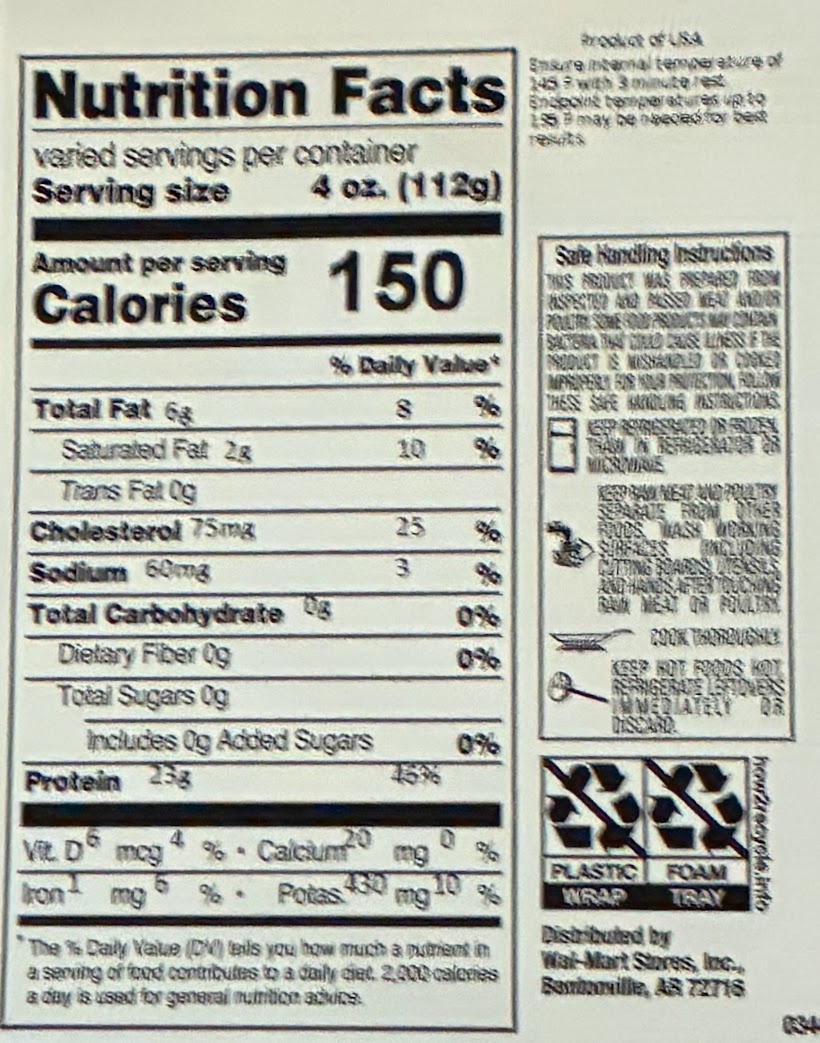 Nutrition Facts
varied servings per container
Serving size 4 oz. (112g)
Amount per serving
Calories 150
% Daily Value*
Total Fat 6g 8 %
Saturated Fat 2g 10 %
Trans Fat 0g
Cholesterol 75mg 25 %
Sodium 60mg 3 %
Total Carbohydrate 0g 0%
Dietary Fiber 0g 0%
Total Sugars 0g
Includes 0g Added Sugars 0%
Protein 23g 46%
Vit. D 6 mcg 4 % • Calcium 20 mg 0 %
Iron 1 mg 6 % • Potas. 430 mg 10 %
* The % Daily Value (DV) tells you how much a nutrient in
a serving of food contributes to a daily diet. 2,000 calories
a day is used for general nutrition advice.
Product of USA
Ensure internal temperature of
145 F with 3 minute rest.
Endpoint temperatures up to
195 F may be needed for best
results
Safe Handling Instructions
THIS PRODUCT WAS PREPARED FROM
INSPECTED AND PASSED MEAT AND/OR
POULTRY. SOME FOOD PRODUCTS MAY CONTAIN
BACTERIA THAT COULD CAUSE ILLNESS IF THE
PRODUCT IS MISHANDLED OR COOKED
IMPROPERLY. FOR YOUR PROTECTION, FOLLOW
THESE SAFE HANDLING INSTRUCTIONS.
KEEP REFRIGERATED OR FROZEN.
THAW IN REFRIGERATOR OR
MICROWAVE.
KEEP RAW MEAT AND POULTRY
SEPARATE FROM OTHER
FOODS. WASH WORKING
SURFACES (INCLUDING
CUTTING BOARDS), UTENSILS,
AND HANDS AFTER TOUCHING
RAW MEAT OR POULTRY.
COOK THOROUGHLY.
KEEP HOT FOODS HOT.
REFRIGERATE LEFTOVERS
IMMEDIATELY OR
DISCARD.
how2recycle.info
PLASTIC FOAM
WRAP TRAY
Distributed by
Wal-Mart Stores, Inc.,
Bentonville, AR 72716